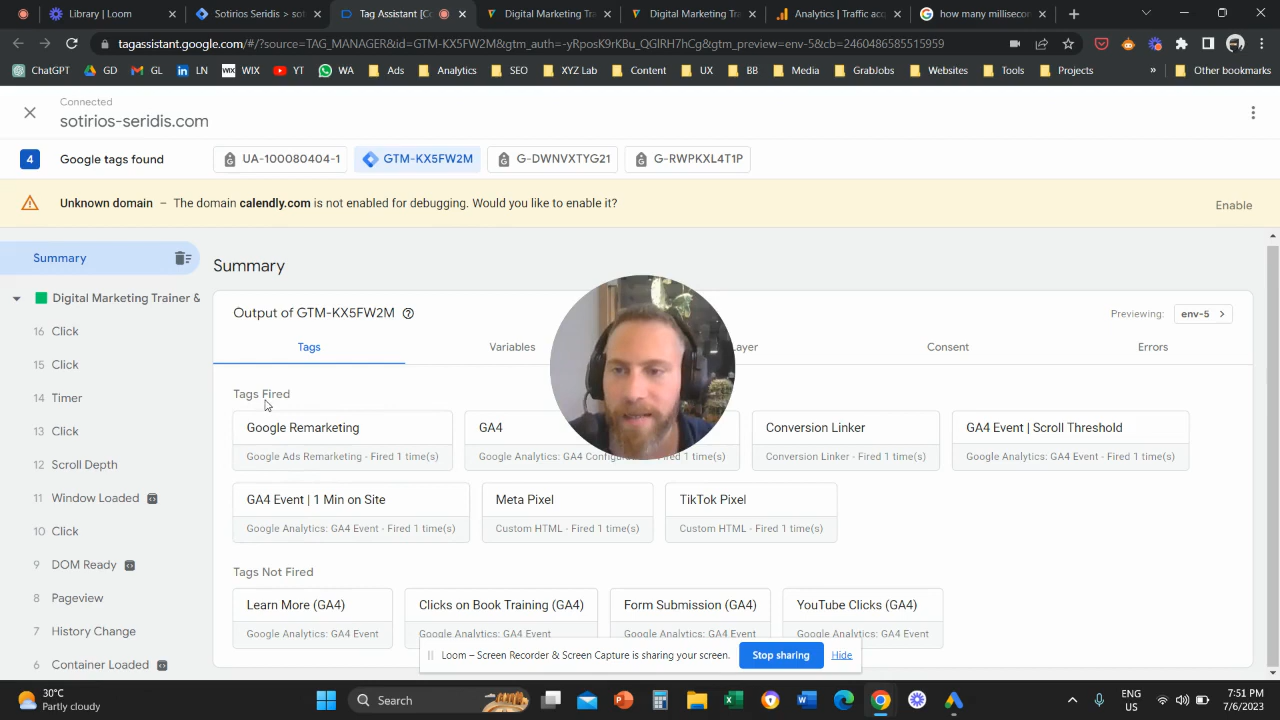 Library | Loom
Sotirios Seridis > sot
Tag Assistant [Co
Digital Marketing Tra
Digital Marketing Tra
Analytics | Traffic acq
how many millisecon
tagassistant.google.com/#/?source=TAG_MANAGER&id=GTM-KX5FW2M&gtm_auth=-yRposK9rKBu_QGlRH7hCg&gtm_preview=env-5&cb=2460486585515959
ChatGPT GD GL LN WIX WIX YT WA Ads Analytics SEO XYZ Lab Content UX BB Media GrabJobs Websites Tools Projects » Other bookmarks
Connected
sotirios-seridis.com
4 Google tags found UA-100080404-1 GTM-KX5FW2M G-DWNVXTYG21 G-RWPKXL4T1P
Unknown domain – The domain calendly.com is not enabled for debugging. Would you like to enable it? Enable
Summary
Digital Marketing Trainer &
16 Click
15 Click
14 Timer
13 Click
12 Scroll Depth
11 Window Loaded
10 Click
9 DOM Ready
8 Pageview
7 History Change
6 Container Loaded
Summary
Output of GTM-KX5FW2M
Previewing: env-5
Tags Variables Layer Consent Errors
Tags Fired
Google Remarketing
Google Ads Remarketing - Fired 1 time(s)
GA4
Google Analytics: GA4 Configuration - Fired 1 time(s)
Conversion Linker
Conversion Linker - Fired 1 time(s)
GA4 Event | Scroll Threshold
Google Analytics: GA4 Event - Fired 1 time(s)
GA4 Event | 1 Min on Site
Google Analytics: GA4 Event - Fired 1 time(s)
Meta Pixel
Custom HTML - Fired 1 time(s)
TikTok Pixel
Custom HTML - Fired 1 time(s)
Tags Not Fired
Learn More (GA4)
Google Analytics: GA4 Event
Clicks on Book Training (GA4)
Google Analytics: GA4 Event
Form Submission (GA4)
Google Analytics: GA4 Event
YouTube Clicks (GA4)
Google Analytics: GA4 Event
Loom – Screen Recorder & Screen Capture is sharing your screen. Stop sharing Hide
30°C
Partly cloudy
Search
ENG
US
7:51 PM
7/6/2023